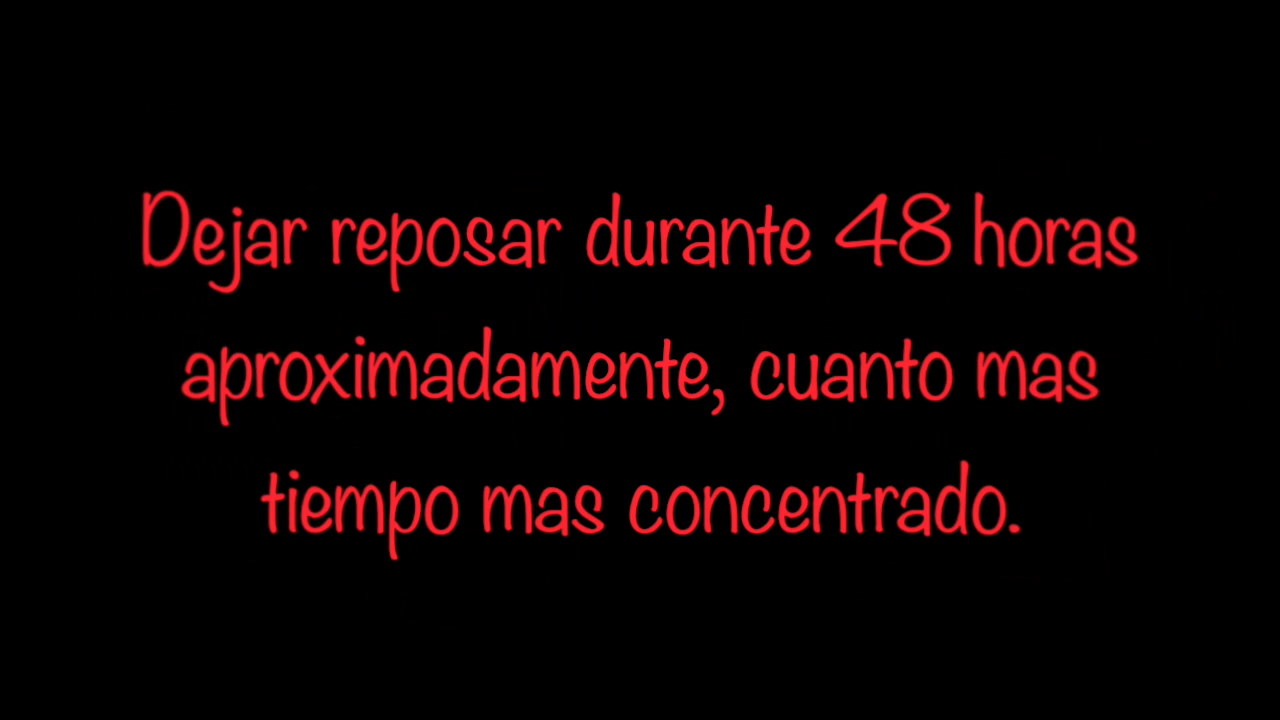 Dejar reposar durante 48 horas
aproximadamente, cuanto mas
tiempo mas concentrado.